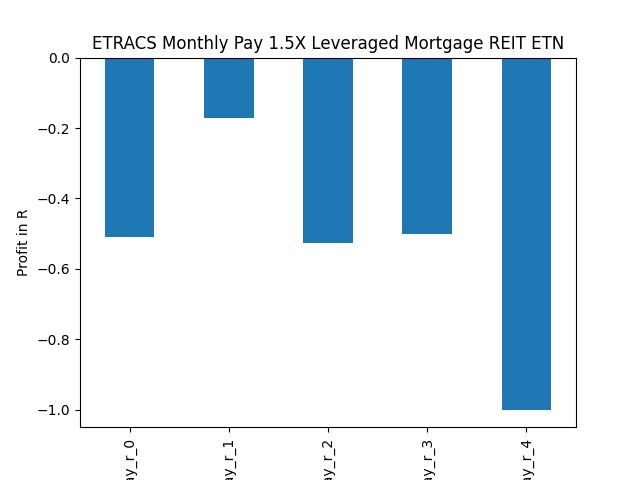 ETRACS Monthly Pay 1.5X Leveraged Mortgage REIT ETN
0.0
−0.2
−0.4
−0.6
−0.8
−1.0
Profit in R
ay_r_0
ay_r_1
ay_r_2
ay_r_3
ay_r_4